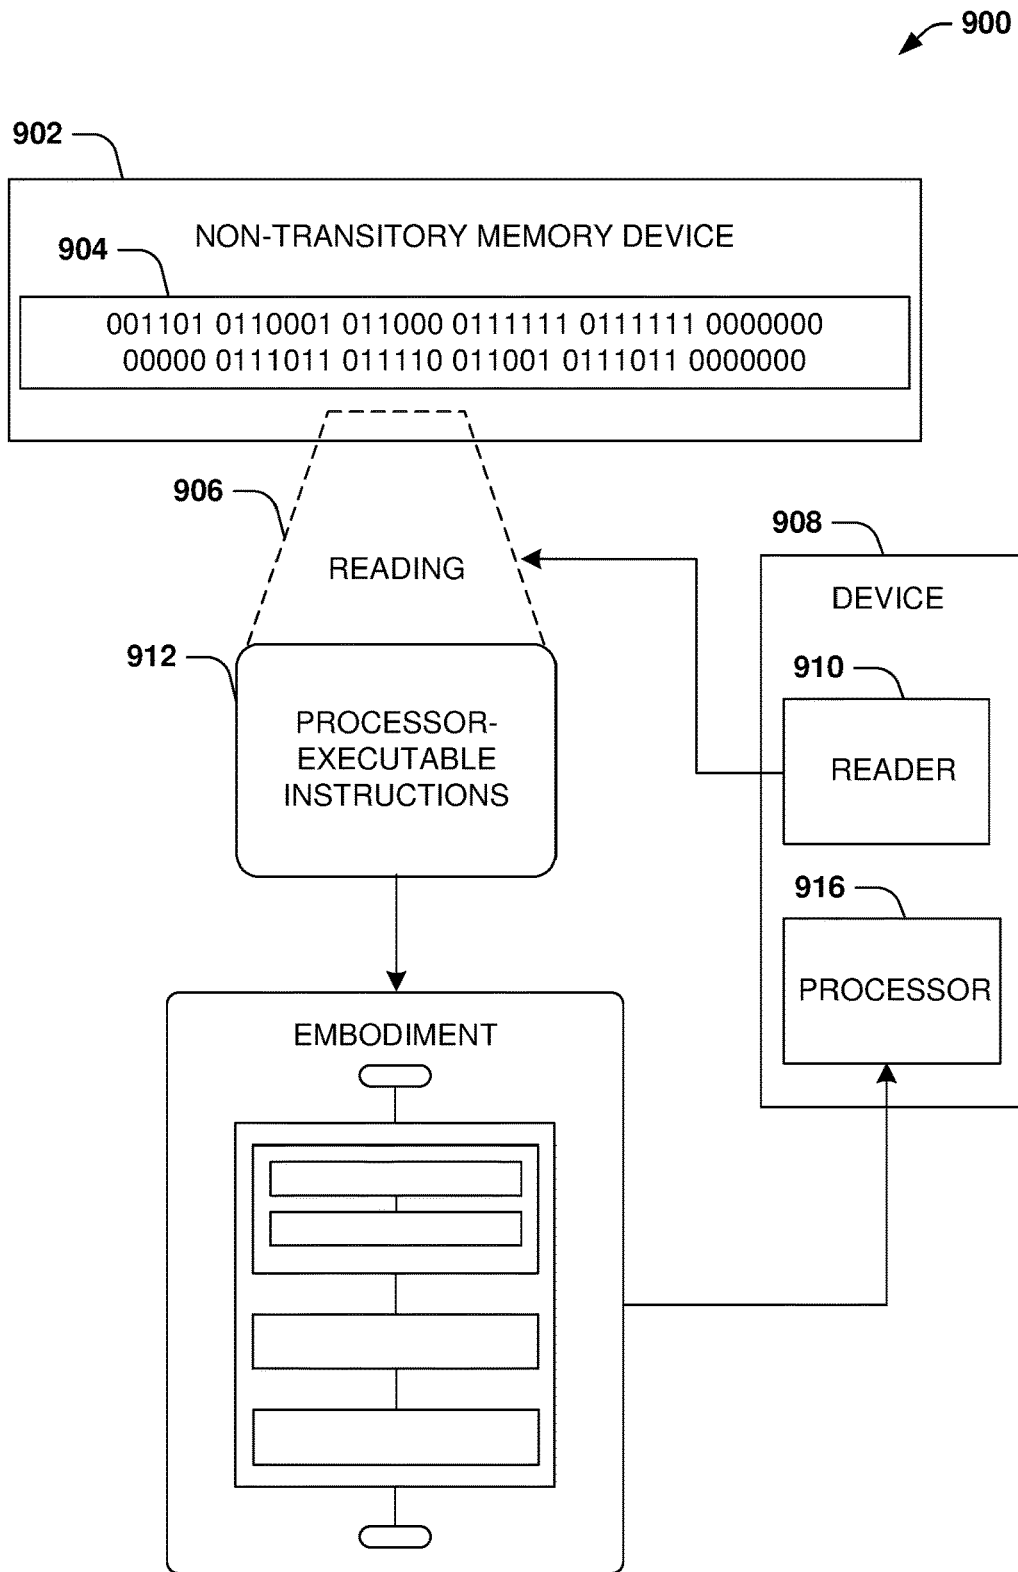 900
902
NON-TRANSITORY MEMORY DEVICE
904
001101 0110001 011000 0111111 0111111 0000000
00000 0111011 011110 011001 0111011 0000000
906
READING
908
DEVICE
912
PROCESSOR-
EXECUTABLE
INSTRUCTIONS
910
READER
916
PROCESSOR
EMBODIMENT